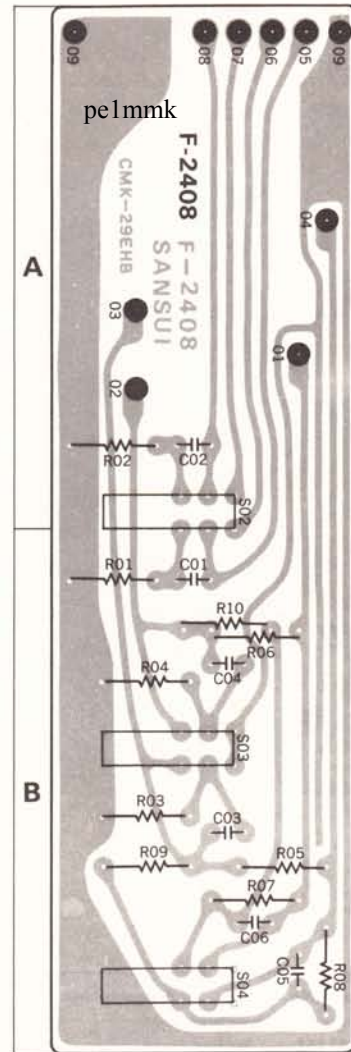 09
08
07
06
05
09
pe1mmk
F-2408
F-2408
SANSUI
CMK-29EHB
04
A
03
01
02
R02
C02
S02
R01
C01
R10
R06
C04
R04
S03
B
R03
C03
R09
R05
R07
C06
C05
R08
S04